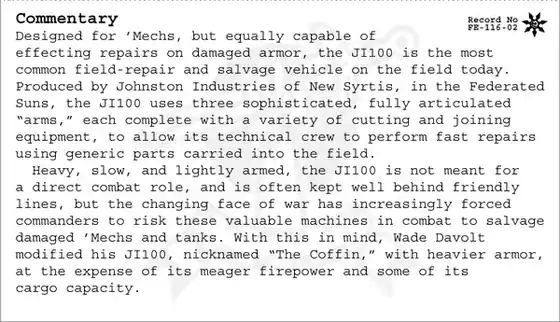 Commentary
Record No
FE-116-02
Designed for ’Mechs, but equally capable of
effecting repairs on damaged armor, the JI100 is the most
common field-repair and salvage vehicle on the field today.
Produced by Johnston Industries of New Syrtis, in the Federated
Suns, the JI100 uses three sophisticated, fully articulated
“arms,” each complete with a variety of cutting and joining
equipment, to allow its technical crew to perform fast repairs
using generic parts carried into the field.
Heavy, slow, and lightly armed, the JI100 is not meant for
a direct combat role, and is often kept well behind friendly
lines, but the changing face of war has increasingly forced
commanders to risk these valuable machines in combat to salvage
damaged ’Mechs and tanks. With this in mind, Wade Davolt
modified his JI100, nicknamed “The Coffin,” with heavier armor,
at the expense of its meager firepower and some of its
cargo capacity.